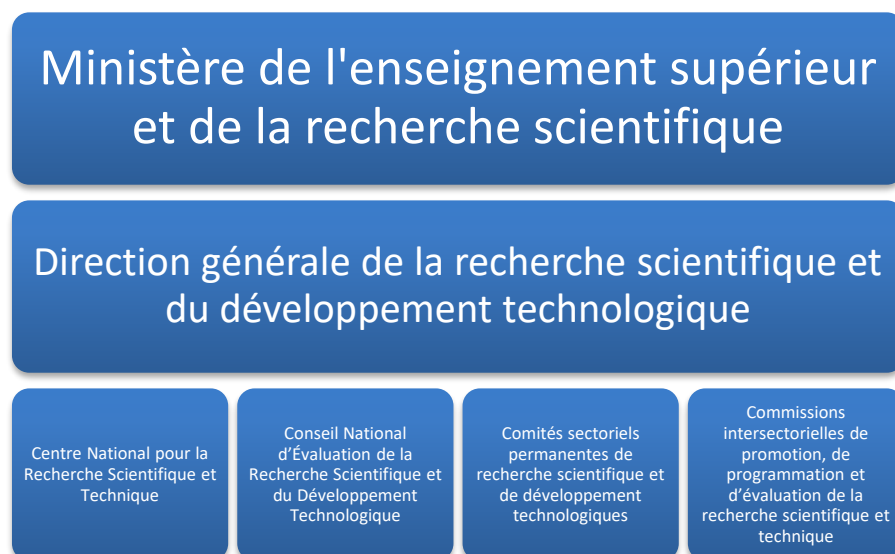 Ministère de l'enseignement supérieur
et de la recherche scientifique
Direction générale de la recherche scientifique et
du développement technologique
Centre National pour la
Recherche Scientifique et
Technique
Conseil National
d’Évaluation de la
Recherche Scientifique et
du Développement
Technologique
Comités sectoriels
permanentes de
recherche scientifique et
de développement
technologiques
Commissions
intersectorielles de
promotion, de
programmation et
d’évaluation de la
recherche scientifique et
technique